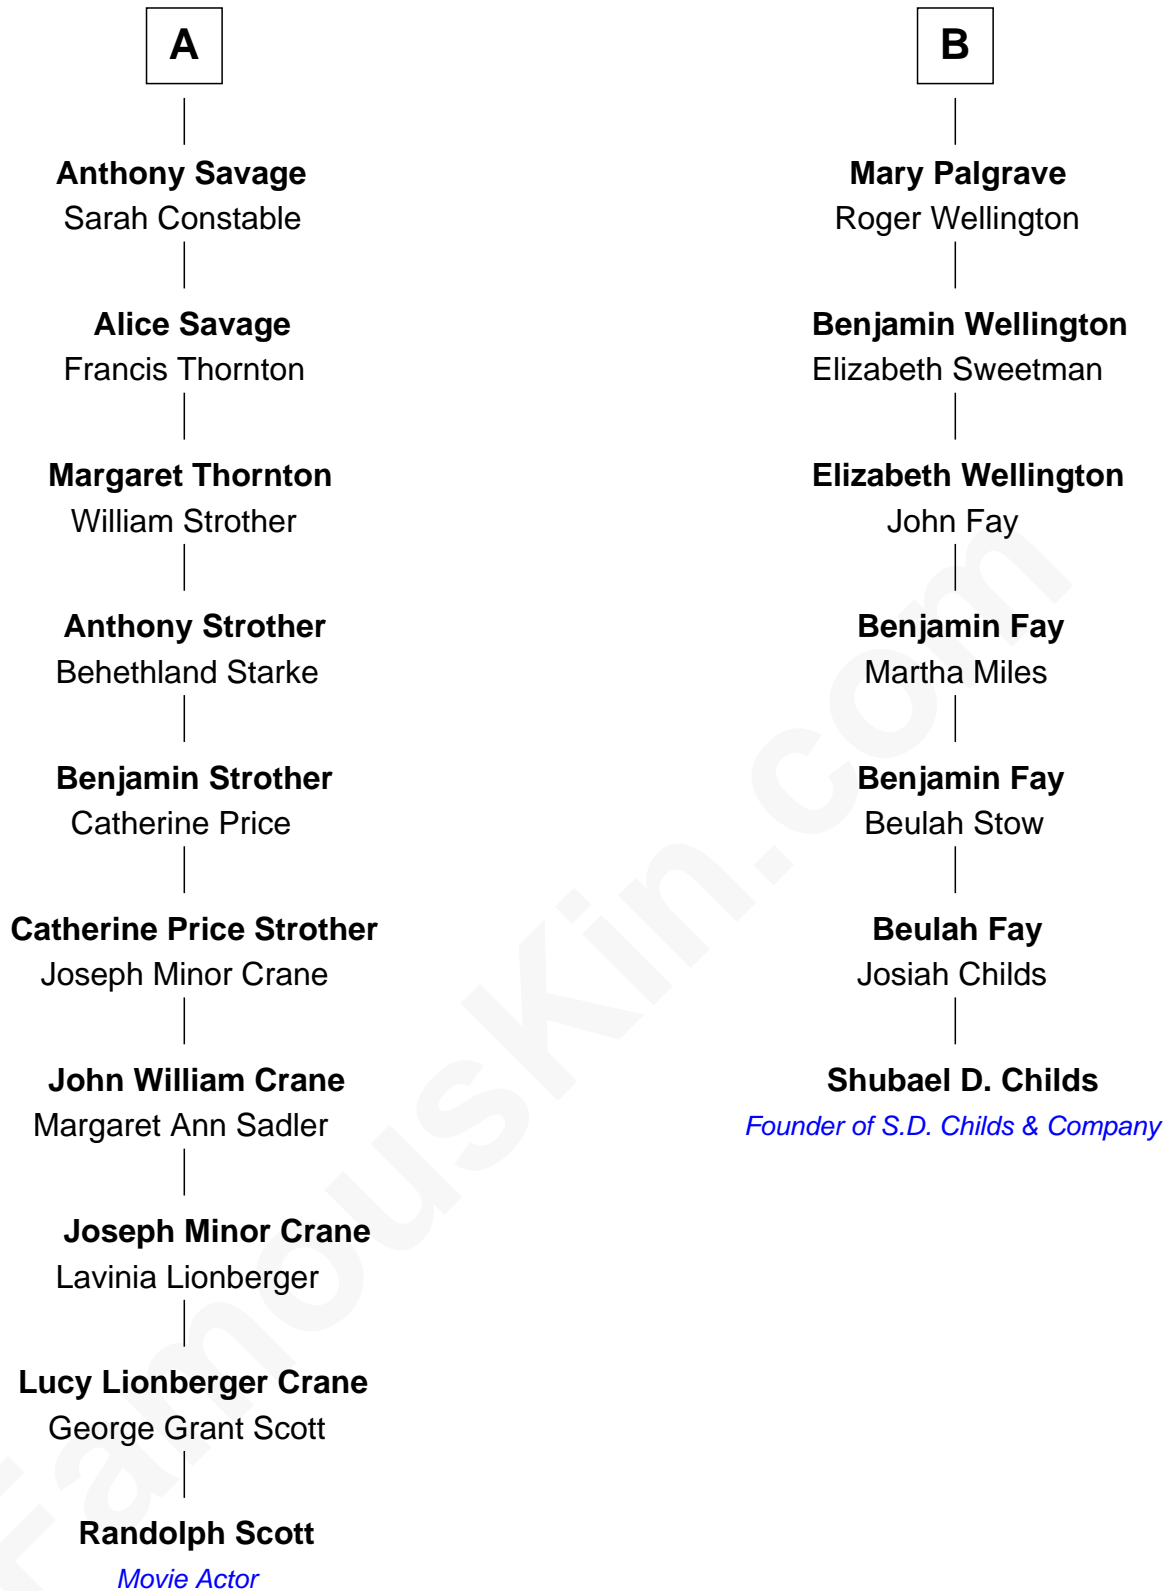 A
Anthony Savage
Sarah Constable
Alice Savage
Francis Thornton
Margaret Thornton
William Strother
Anthony Strother
Behethland Starke
Benjamin Strother
Catherine Price
Catherine Price Strother
Joseph Minor Crane
John William Crane
Margaret Ann Sadler
Joseph Minor Crane
Lavinia Lionberger
Lucy Lionberger Crane
George Grant Scott
Randolph Scott
Movie Actor
B
Mary Palgrave
Roger Wellington
Benjamin Wellington
Elizabeth Sweetman
Elizabeth Wellington
John Fay
Benjamin Fay
Martha Miles
Benjamin Fay
Beulah Stow
Beulah Fay
Josiah Childs
Shubael D. Childs
Founder of S.D. Childs & Company
FamousKin.com